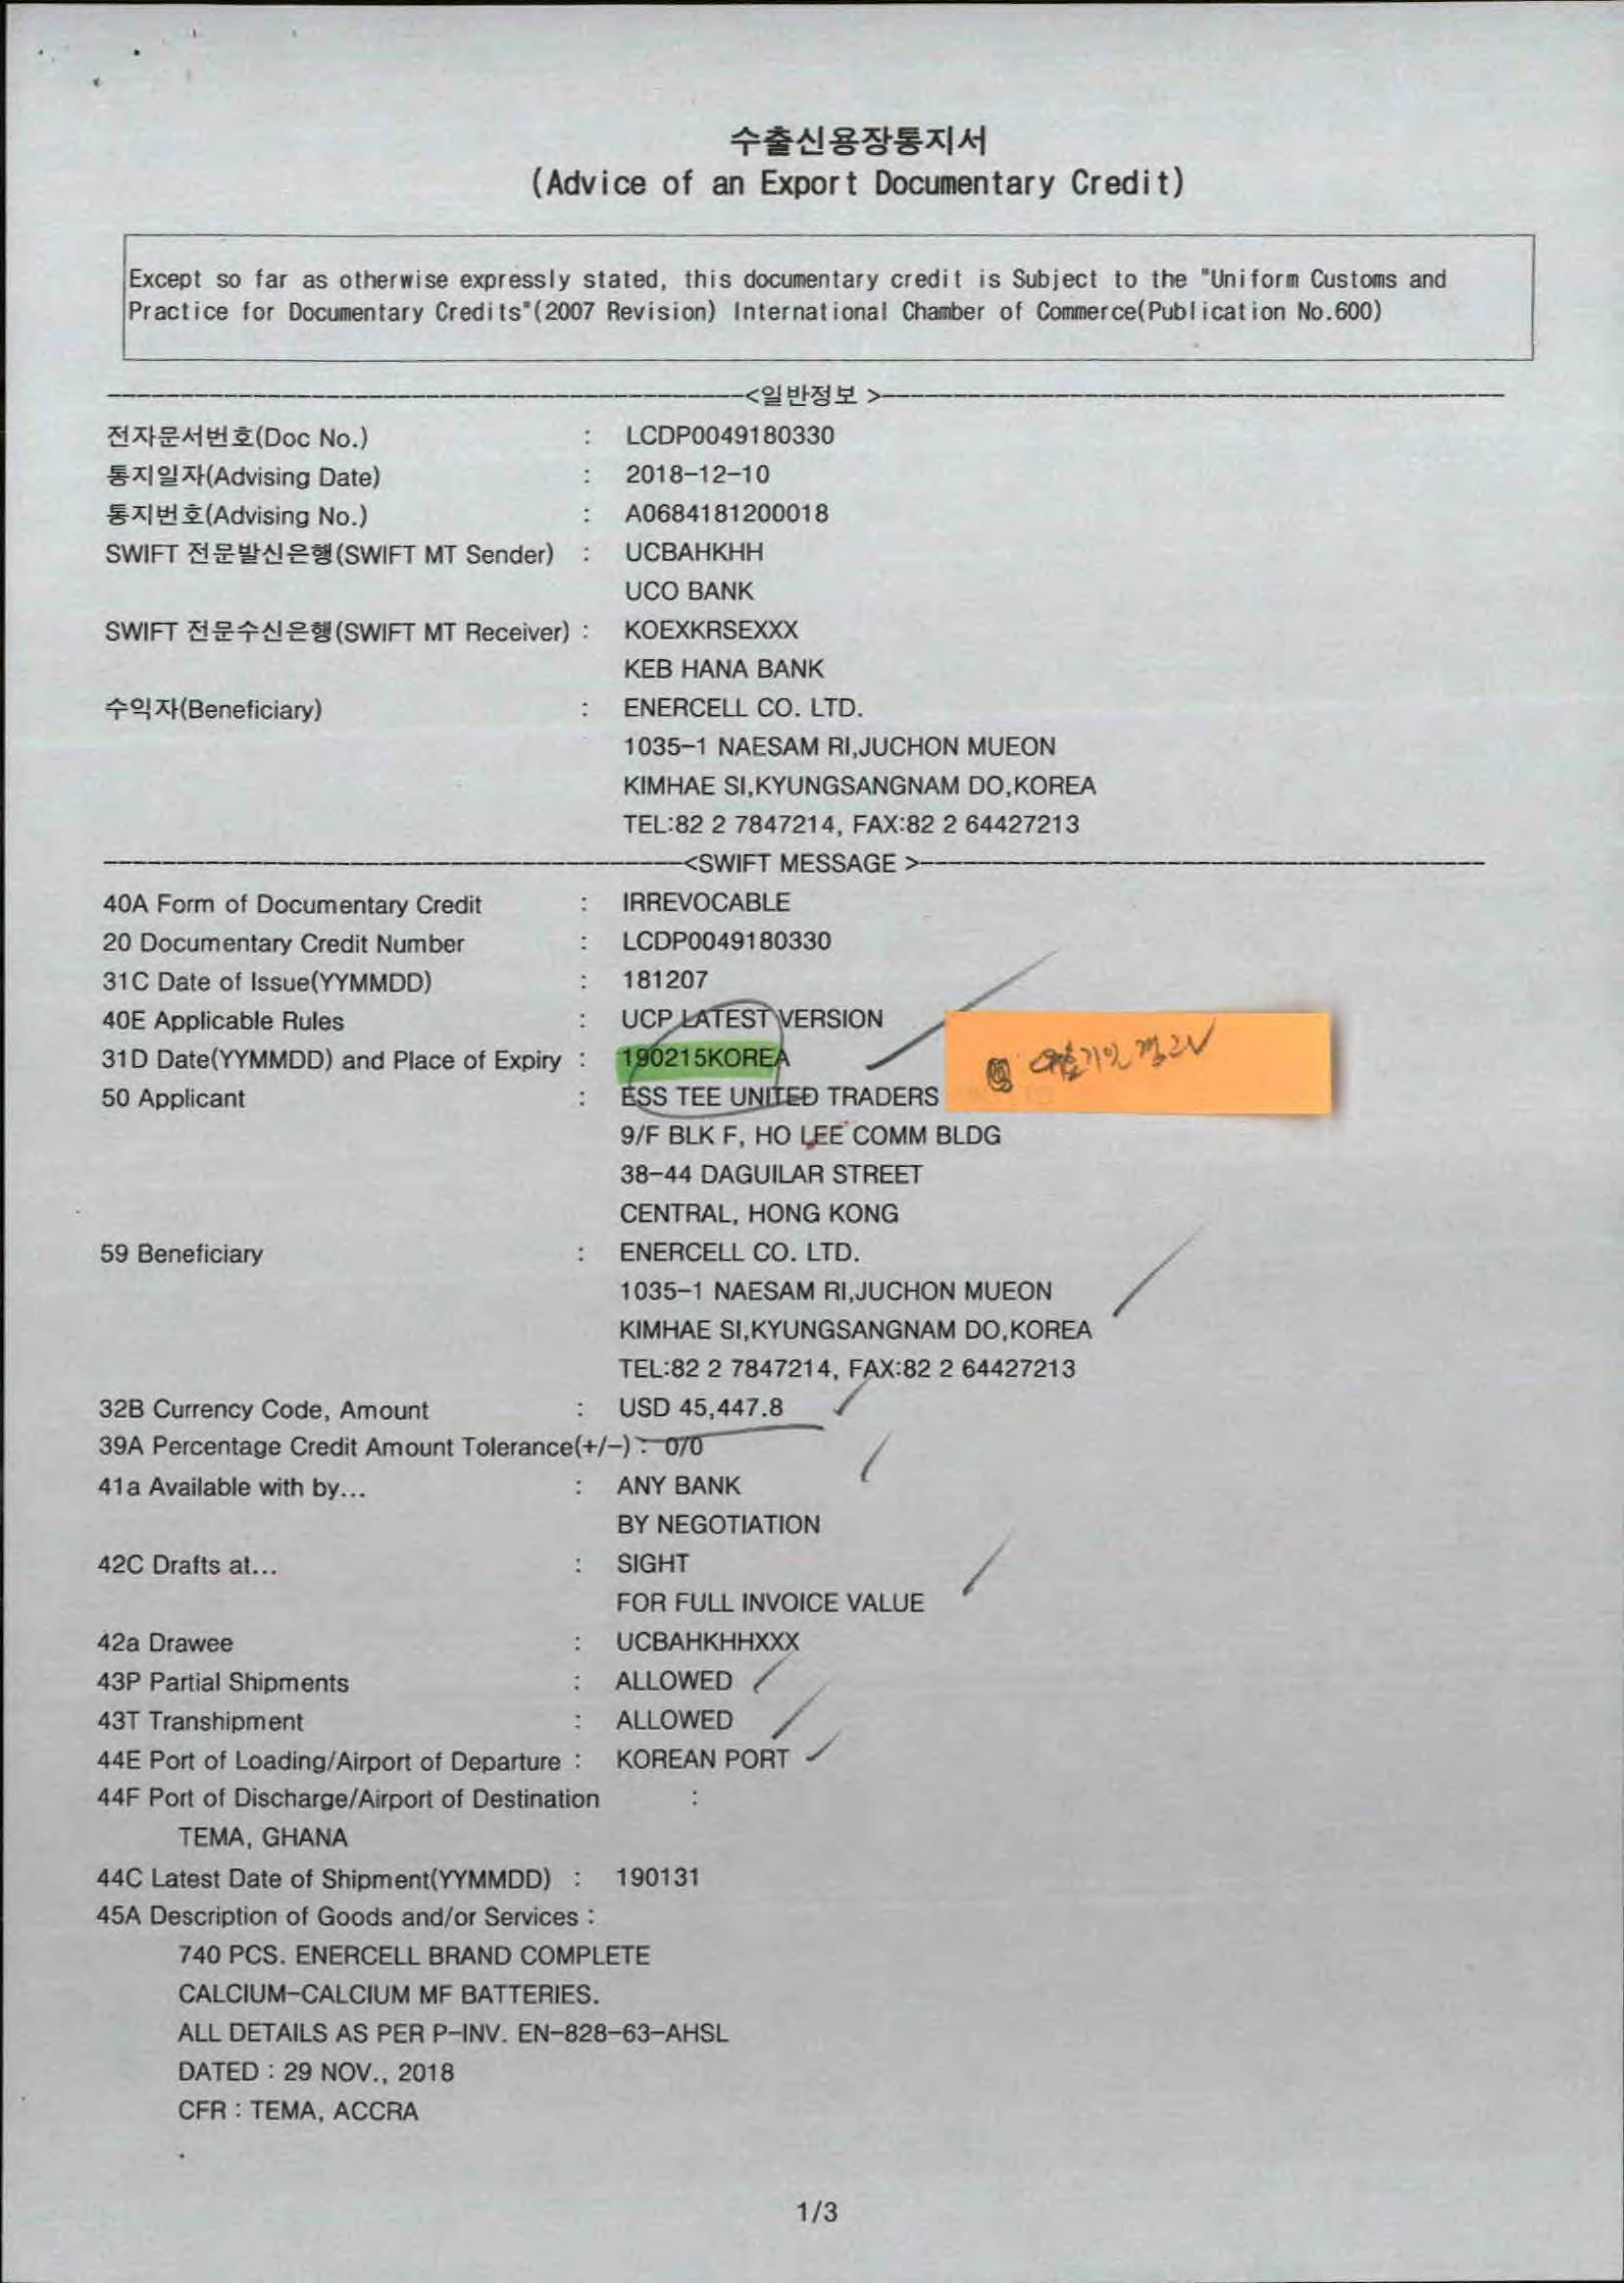 수출신용장통지서
(Advice of an Export Documentary Credit)
Except so far as otherwise expressly stated, this documentary credit is Subject to the "Uniform Customs and
Practice for Documentary Credits"(2007 Revision) International Chamber of Commerce(Publication No.600)
<일반정보 >
전자문서번호(Doc No.) : LCDP0049180330
통지일자(Advising Date) : 2018-12-10
통지번호(Advising No.) : A0684181200018
SWIFT 전문발신은행(SWIFT MT Sender) : UCBAHKHH
UCO BANK
SWIFT 전문수신은행(SWIFT MT Receiver) : KOEXKRSEXXX
KEB HANA BANK
수익자(Beneficiary) : ENERCELL CO. LTD.
1035-1 NAESAM RI,JUCHON MUEON
KIMHAE SI,KYUNGSANGNAM DO,KOREA
TEL:82 2 7847214, FAX:82 2 64427213
<SWIFT MESSAGE >
40A Form of Documentary Credit : IRREVOCABLE
20 Documentary Credit Number : LCDP0049180330
31C Date of Issue(YYMMDD) : 181207
40E Applicable Rules : UCP LATEST VERSION
31D Date(YYMMDD) and Place of Expiry : 190215KOREA
50 Applicant : ESS TEE UNITED TRADERS
9/F BLK F, HO LEE COMM BLDG
38-44 DAGUILAR STREET
CENTRAL, HONG KONG
59 Beneficiary : ENERCELL CO. LTD.
1035-1 NAESAM RI,JUCHON MUEON
KIMHAE SI,KYUNGSANGNAM DO,KOREA
TEL:82 2 7847214, FAX:82 2 64427213
32B Currency Code, Amount : USD 45,447.8
39A Percentage Credit Amount Tolerance(+/-) : 0/0
41a Available with by... : ANY BANK
BY NEGOTIATION
42C Drafts at... : SIGHT
FOR FULL INVOICE VALUE
42a Drawee : UCBAHKHHXXX
43P Partial Shipments : ALLOWED
43T Transhipment : ALLOWED
44E Port of Loading/Airport of Departure : KOREAN PORT
44F Port of Discharge/Airport of Destination :
TEMA, GHANA
44C Latest Date of Shipment(YYMMDD) : 190131
45A Description of Goods and/or Services :
740 PCS. ENERCELL BRAND COMPLETE
CALCIUM-CALCIUM MF BATTERIES.
ALL DETAILS AS PER P-INV. EN-828-63-AHSL
DATED : 29 NOV., 2018
CFR : TEMA, ACCRA
.
1/3